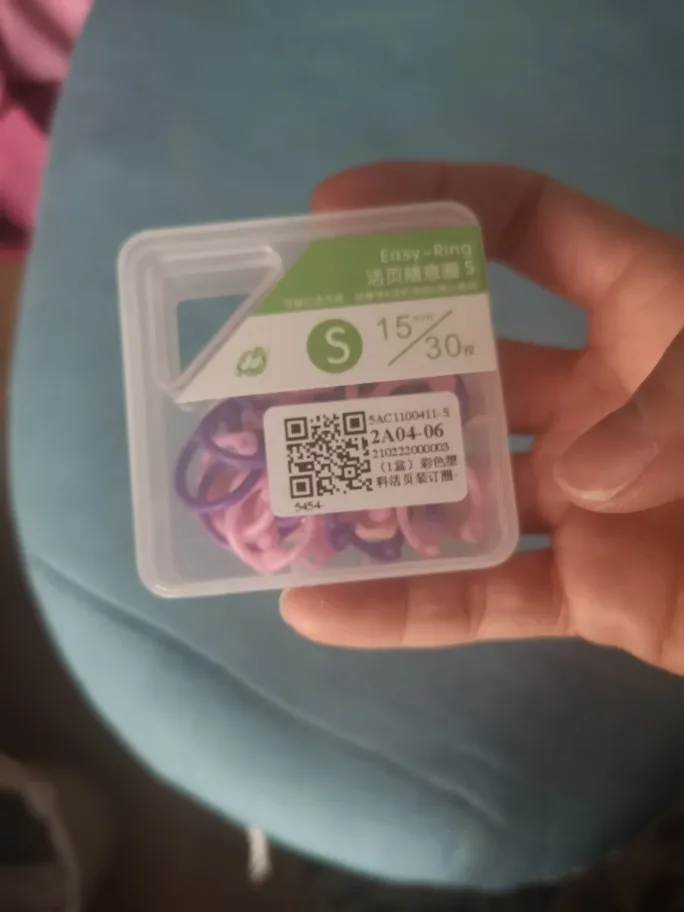 Easy-Ring
活页随意圈 S
S
15mm/30枚
5AC1100411-S
2A04-06
210222000003
（1盒）彩色塑
料活页装订圈-
5454-